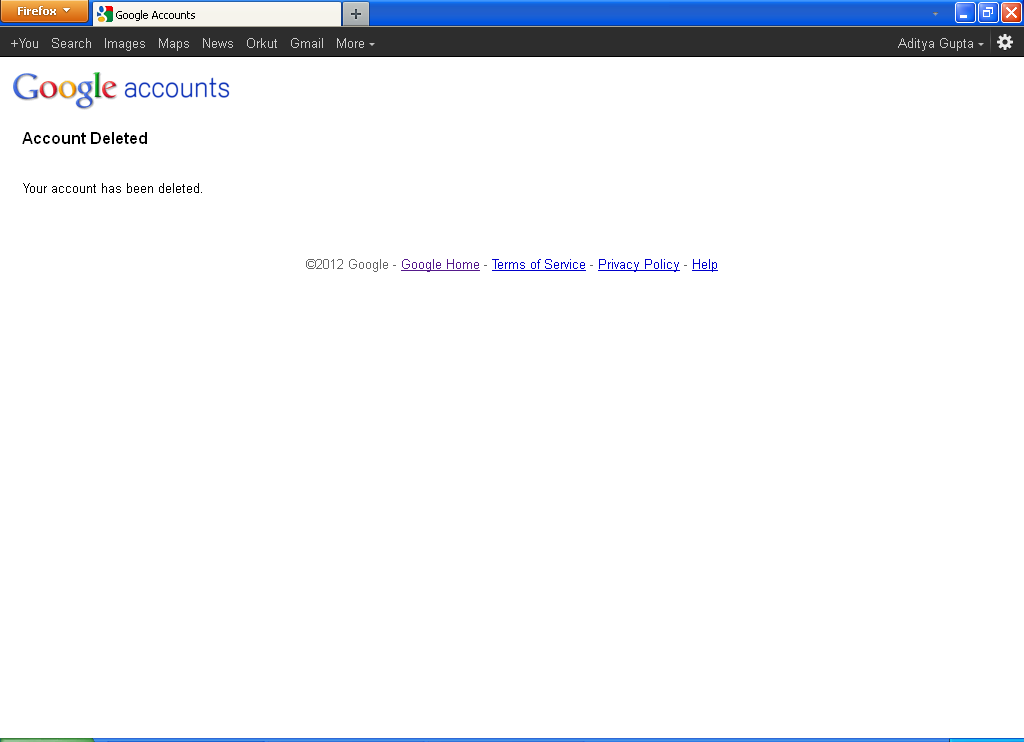 Firefox
Google Accounts
+You Search Images Maps News Orkut Gmail More
Aditya Gupta
Google accounts
Account Deleted
Your account has been deleted.
©2012 Google - Google Home - Terms of Service - Privacy Policy - Help